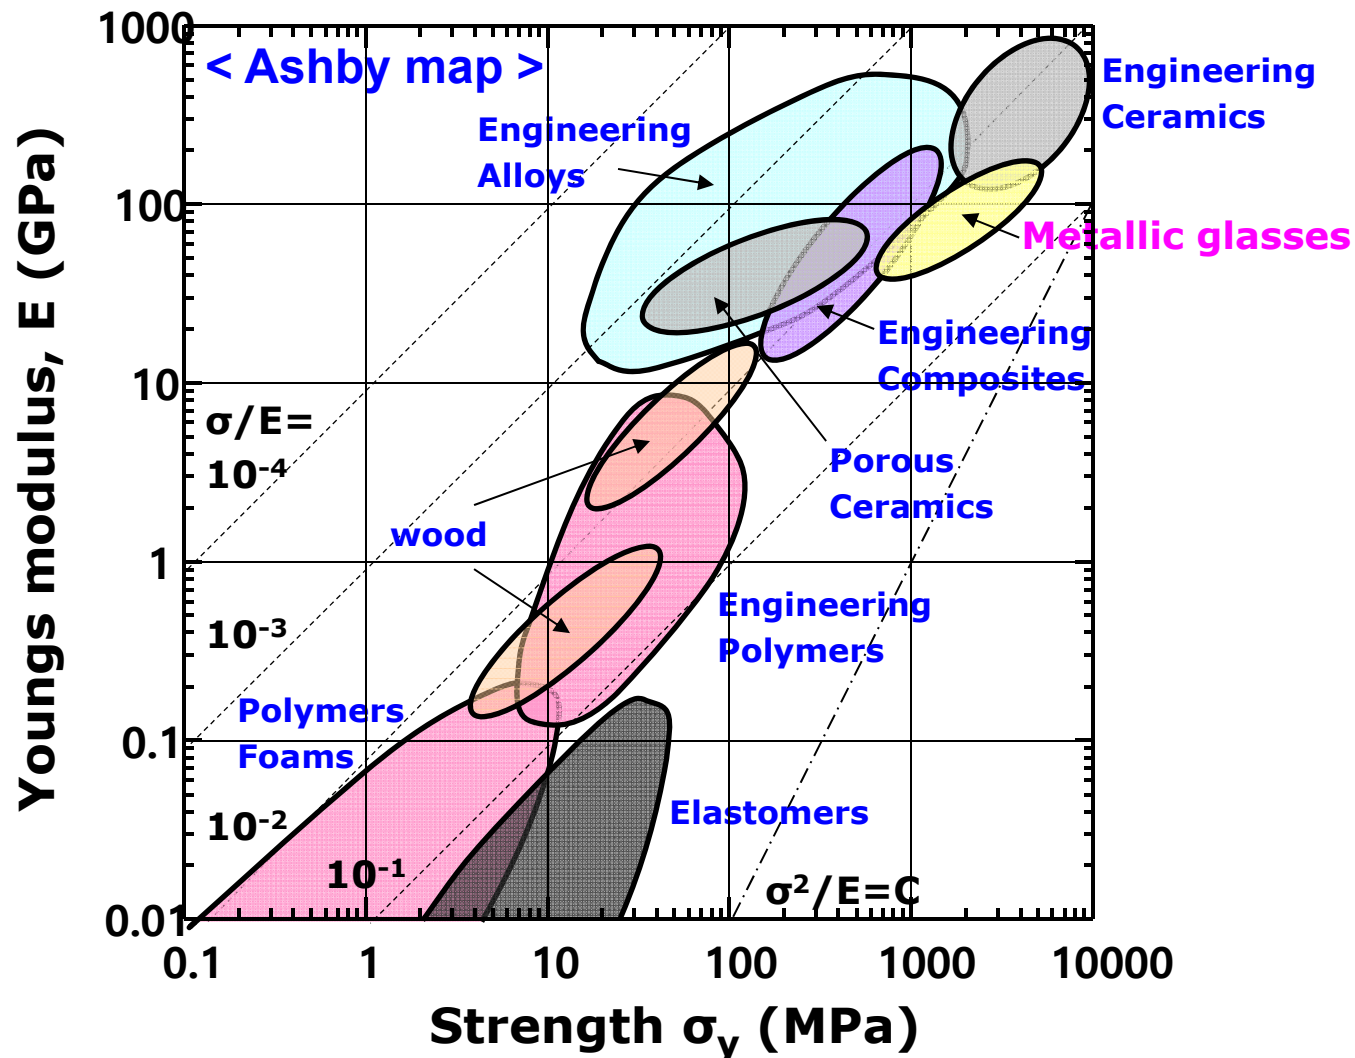 1000
< Ashby map >
Engineering
Ceramics
Engineering
Alloys
100
Metallic glasses
Engineering
Composites
10
σ/E=
10⁻⁴
Porous
Ceramics
wood
1
Engineering
Polymers
10⁻³
Polymers
Foams
0.1
10⁻²
Elastomers
10⁻¹
σ²/E=C
0.01
0.1 1 10 100 1000 10000
Strength σy (MPa)
Youngs modulus, E (GPa)